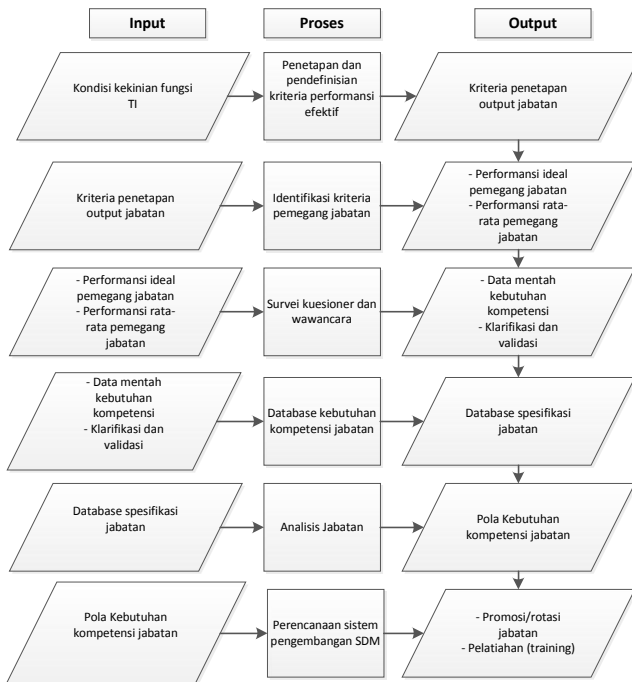 Input
Proses
Output
Kondisi kekinian fungsi
TI
Penetapan dan
pendefinisian
kriteria performansi
efektif
Kriteria penetapan
output jabatan
Kriteria penetapan
output jabatan
Identifikasi kriteria
pemegang jabatan
- Performansi ideal
pemegang jabatan
- Performansi rata-
rata pemegang
jabatan
- Performansi ideal
pemegang jabatan
- Performansi rata-
rata pemegang
jabatan
Survei kuesioner dan
wawancara
- Data mentah
kebutuhan
kompetensi
- Klarifikasi dan
validasi
- Data mentah
kebutuhan
kompetensi
- Klarifikasi dan
validasi
Database kebutuhan
kompetensi jabatan
Database spesifikasi
jabatan
Database spesifikasi
jabatan
Analisis Jabatan
Pola Kebutuhan
kompetensi jabatan
Pola Kebutuhan
kompetensi jabatan
Perencanaan sistem
pengembangan SDM
- Promosi/rotasi
jabatan
- Pelatiahan (training)